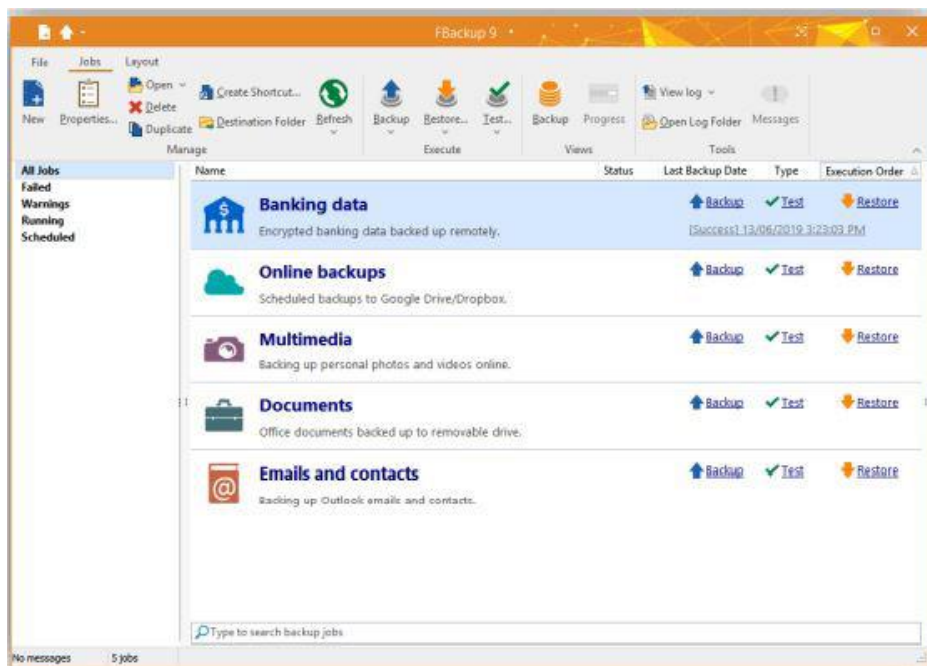 FBackup 9
File Jobs Layout
New
Properties...
Open
Delete
Duplicate
Create Shortcut...
Destination Folder
Refresh
Backup
Restore...
Test...
Backup
Progress
View log
Open Log Folder
Messages
Manage Execute Views Tools
All Jobs
Failed
Warnings
Running
Scheduled
Name Status Last Backup Date Type Execution Order
Banking data Backup Test Restore
Encrypted banking data backed up remotely. [Success] 13/06/2019 3:23:03 PM
Online backups Backup Test Restore
Scheduled backups to Google Drive/Dropbox.
Multimedia Backup Test Restore
Backing up personal photos and videos online.
Documents Backup Test Restore
Office documents backed up to removable drive.
Emails and contacts Backup Test Restore
Backing up Outlook emails and contacts.
Type to search backup jobs
No messages 5 jobs